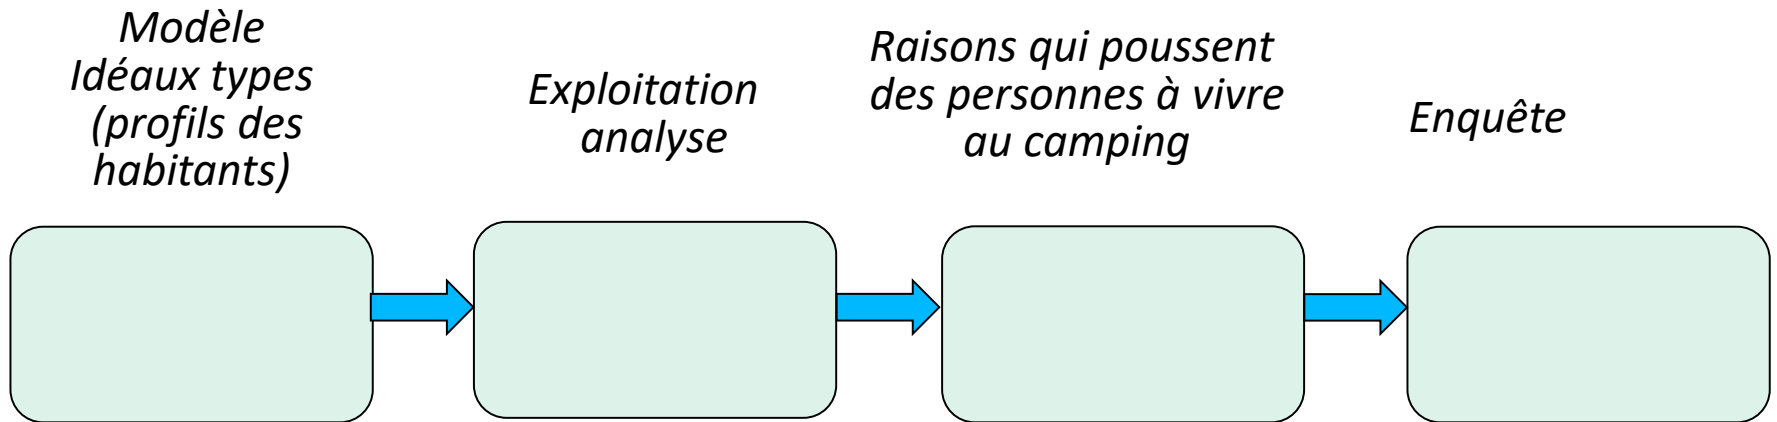 Modèle
Idéaux types
(profils des
habitants)
Exploitation
analyse
Raisons qui poussent
des personnes à vivre
au camping
Enquête